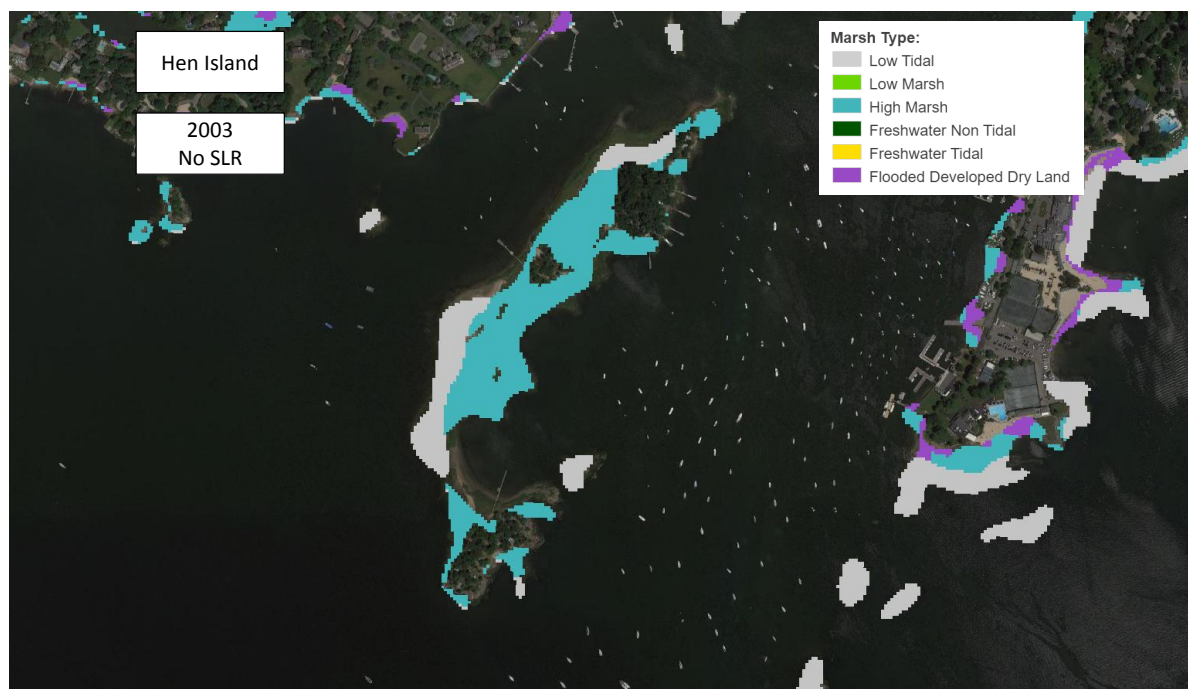 Hen Island
2003
No SLR
Marsh Type:
Low Tidal
Low Marsh
High Marsh
Freshwater Non Tidal
Freshwater Tidal
Flooded Developed Dry Land